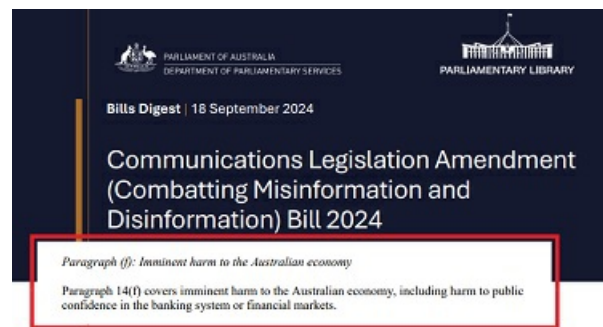 PARLIAMENT OF AUSTRALIA
DEPARTMENT OF PARLIAMENTARY SERVICES
PARLIAMENTARY LIBRARY
Bills Digest | 18 September 2024
Communications Legislation Amendment
(Combatting Misinformation and
Disinformation) Bill 2024
Paragraph (f): Imminent harm to the Australian economy
Paragraph 14(f) covers imminent harm to the Australian economy, including harm to public
confidence in the banking system or financial markets.